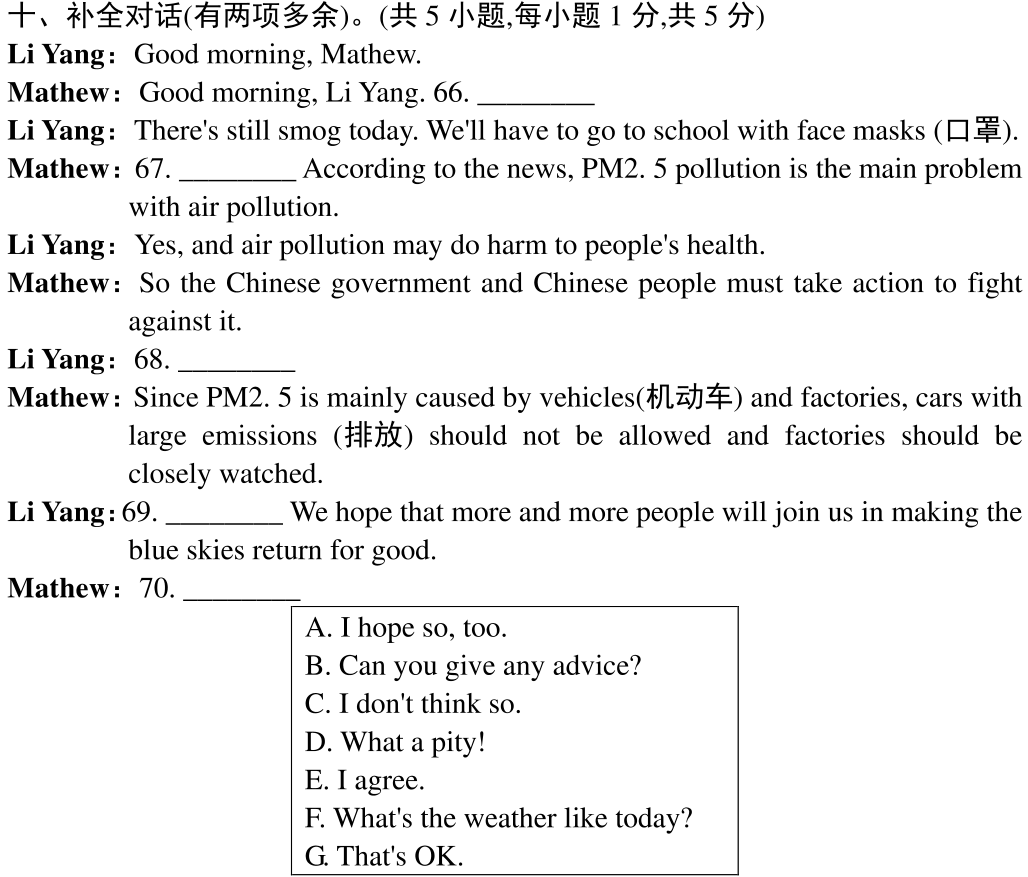 十、补全对话(有两项多余)。(共 5 小题,每小题 1 分,共 5 分)
Li Yang： Good morning, Mathew.
Mathew： Good morning, Li Yang. 66. ________
Li Yang： There's still smog today. We'll have to go to school with face masks (口罩).
Mathew： 67. ________ According to the news, PM2. 5 pollution is the main problem
with air pollution.
Li Yang： Yes, and air pollution may do harm to people's health.
Mathew： So the Chinese government and Chinese people must take action to fight
against it.
Li Yang： 68. ________
Mathew： Since PM2. 5 is mainly caused by vehicles(机动车) and factories, cars with
large emissions (排放) should not be allowed and factories should be
closely watched.
Li Yang：69. ________ We hope that more and more people will join us in making the
blue skies return for good.
Mathew： 70. ________
A. I hope so, too.
B. Can you give any advice?
C. I don't think so.
D. What a pity!
E. I agree.
F. What's the weather like today?
G. That's OK.